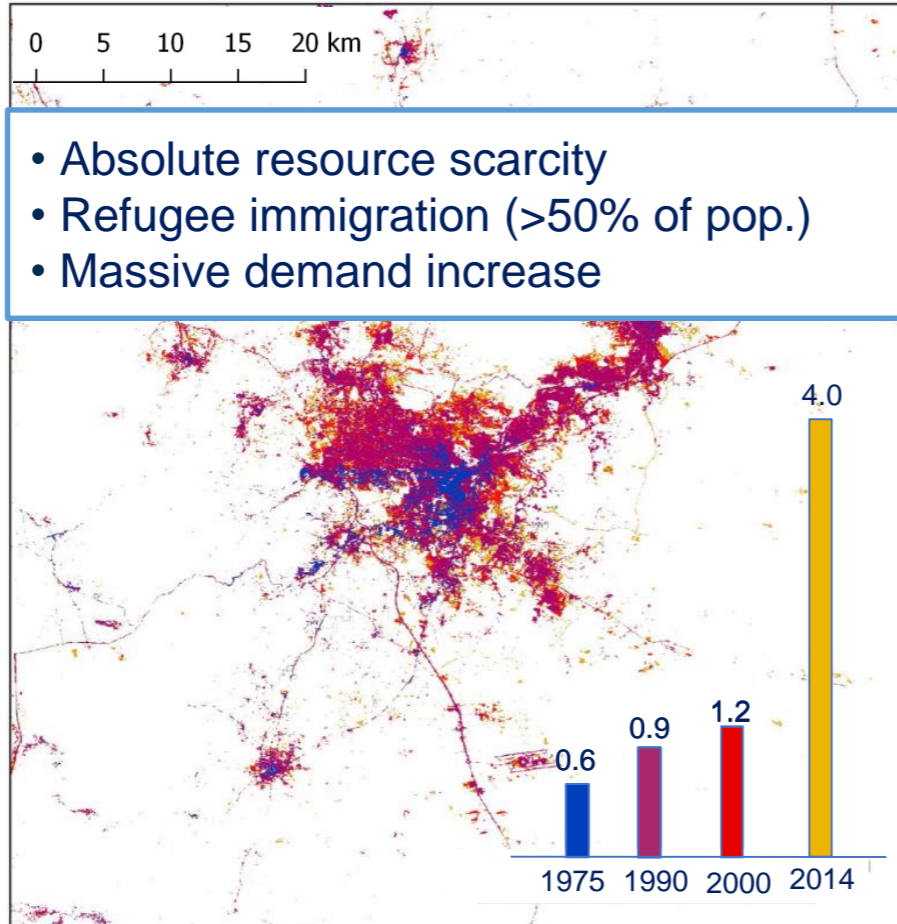 0 5 10 15 20 km
• Absolute resource scarcity
• Refugee immigration (>50% of pop.)
• Massive demand increase
4.0
1.2
0.9
0.6
1975 1990 2000 2014